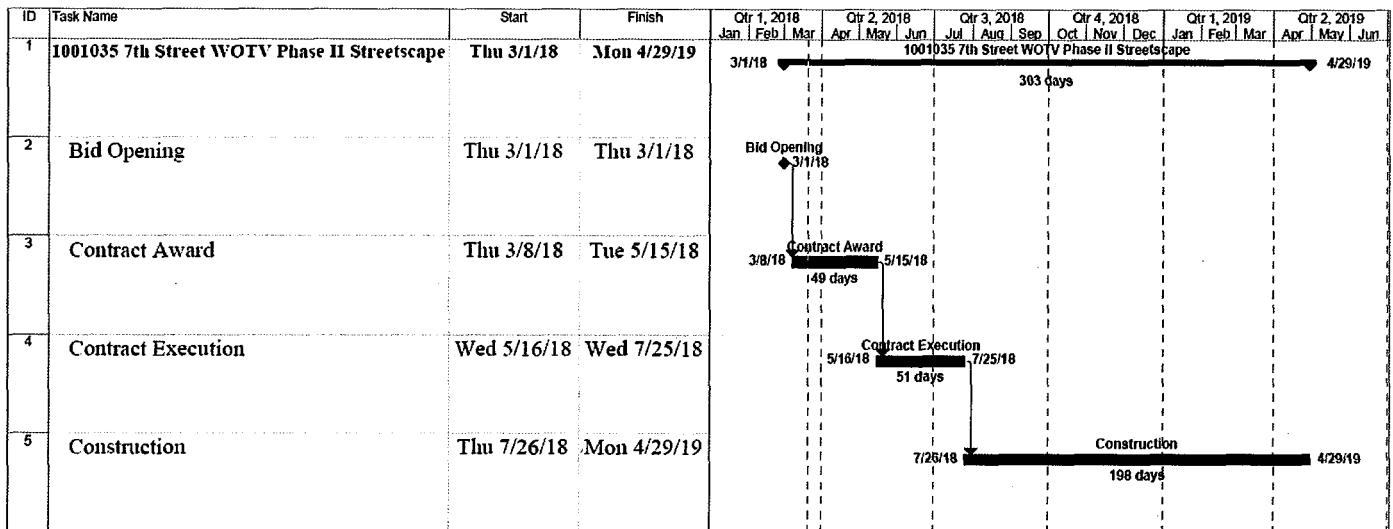 ID Task Name Start Finish Qtr 1, 2018 Qtr 2, 2018 Qtr 3, 2018 Qtr 4, 2018 Qtr 1, 2019 Qtr 2, 2019
Jan Feb Mar Apr May Jun Jul Aug Sep Oct Nov Dec Jan Feb Mar Apr May Jun
1 1001035 7th Street WOTV Phase II Streetscape Thu 3/1/18 Mon 4/29/19
1001035 7th Street WOTV Phase II Streetscape
3/1/18 4/29/19
303 days
2 Bid Opening Thu 3/1/18 Thu 3/1/18
Bid Opening
3/1/18
3 Contract Award Thu 3/8/18 Tue 5/15/18
Contract Award
3/8/18 5/15/18
49 days
4 Contract Execution Wed 5/16/18 Wed 7/25/18
Contract Execution
5/16/18 7/25/18
51 days
5 Construction Thu 7/26/18 Mon 4/29/19
Construction
7/26/18 4/29/19
198 days